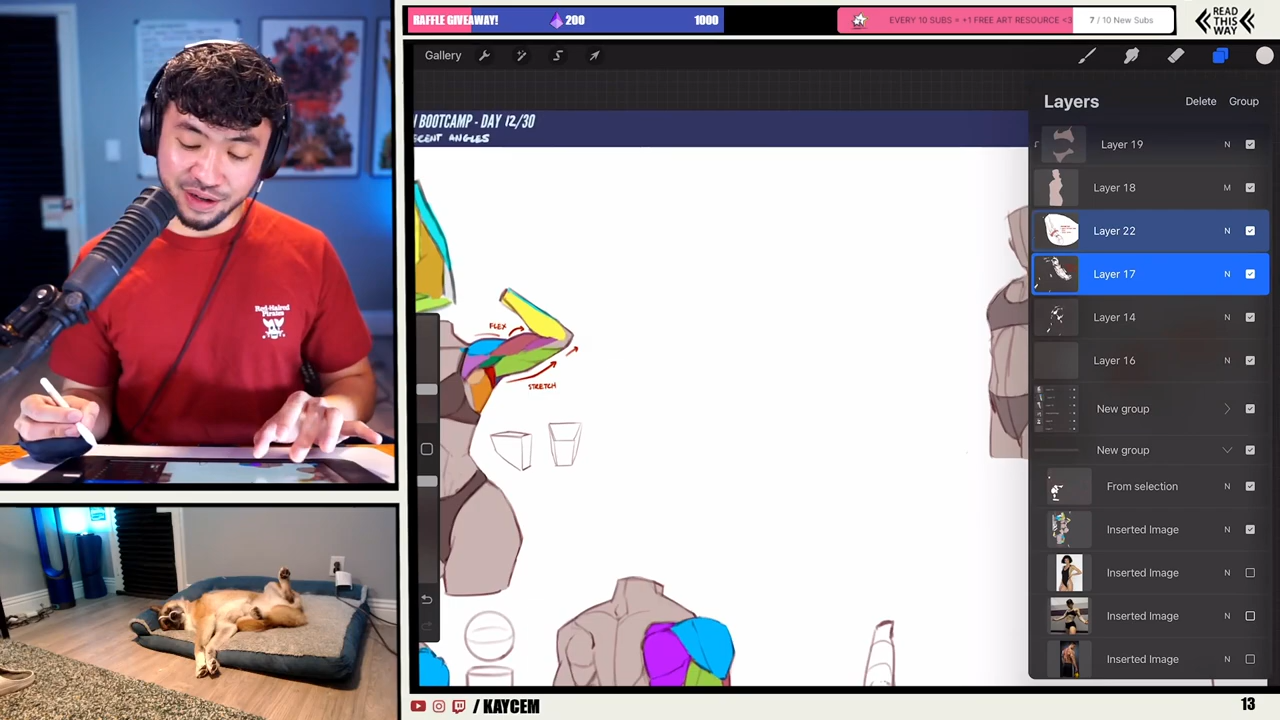 RAFFLE GIVEAWAY!
200
1000
EVERY 10 SUBS = +1 FREE ART RESOURCE <3
7 / 10 New Subs
READ
THIS
WAY
Gallery
BOOTCAMP - DAY 12/30
ANGLES
Layers
Delete
Group
Layer 19
N
Layer 18
M
Layer 22
N
Layer 17
N
Layer 14
N
Layer 16
N
New group
New group
From selection
N
Inserted Image
N
Inserted Image
N
Inserted Image
N
Inserted Image
N
FLEX
STRETCH
Red-Haired
Pirates
/ KAYCEM
13